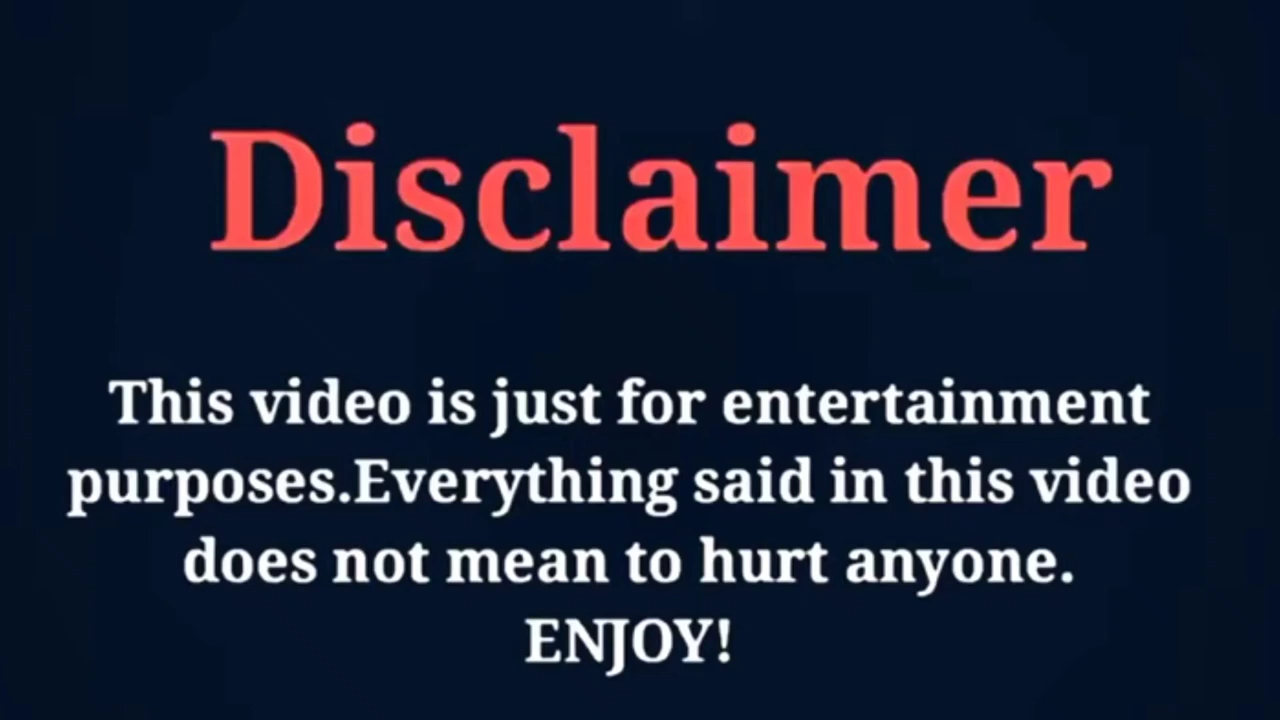 Disclaimer
This video is just for entertainment
purposes.Everything said in this video
does not mean to hurt anyone.
ENJOY!